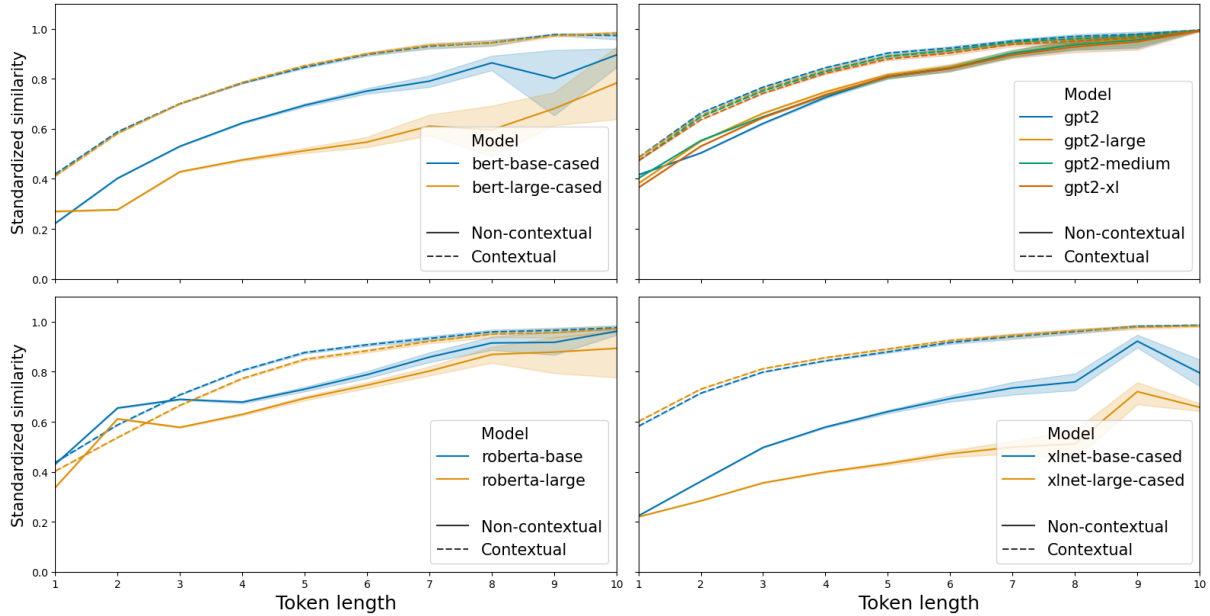 Standardized similarity
1.0
0.8
0.6
0.4
0.2
0.0
Model
bert-base-cased
bert-large-cased
Non-contextual
Contextual
Model
gpt2
gpt2-large
gpt2-medium
gpt2-xl
Non-contextual
Contextual
Standardized similarity
1.0
0.8
0.6
0.4
0.2
0.0
Model
roberta-base
roberta-large
Non-contextual
Contextual
1 2 3 4 5 6 7 8 9 10
Token length
Model
xlnet-base-cased
xlnet-large-cased
Non-contextual
Contextual
1 2 3 4 5 6 7 8 9 10
Token length